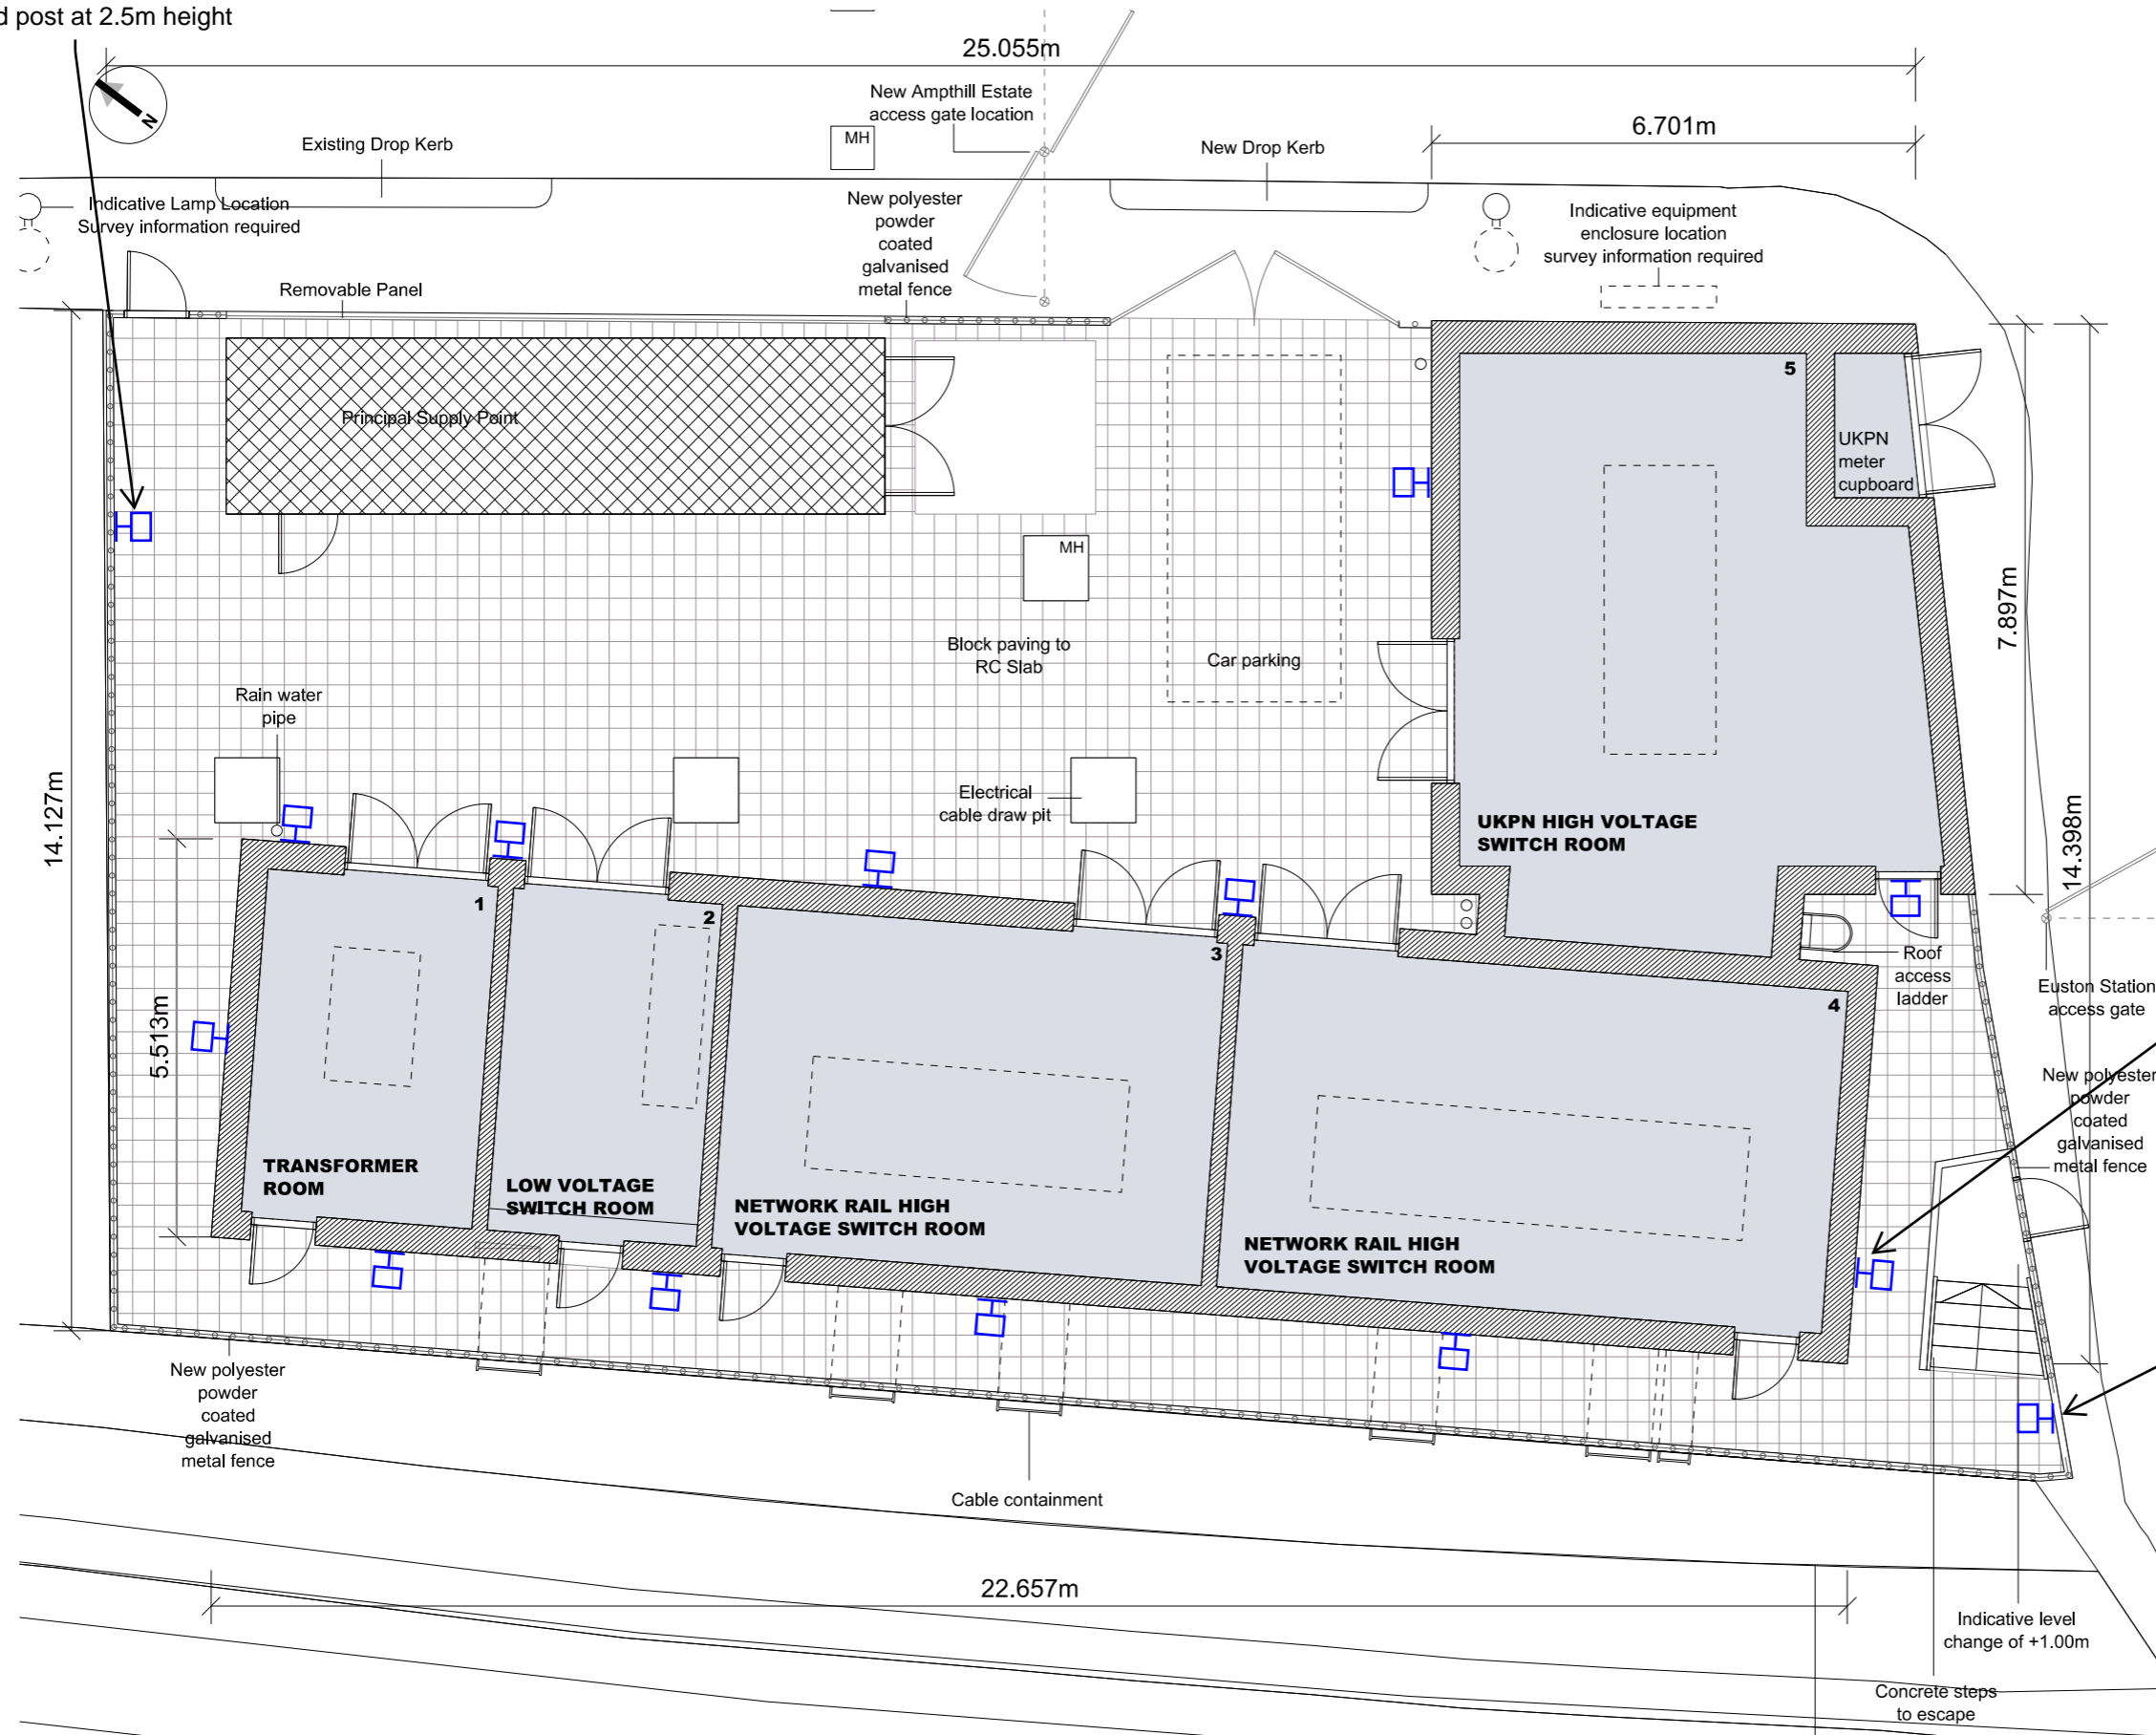 d post at 2.5m height
25.055m
New Ampthill Estate
access gate location
6.701m
MH
Existing Drop Kerb
New Drop Kerb
N
Indicative Lamp Location
Survey information required
New polyester
powder
coated
galvanised
metal fence
Indicative equipment
enclosure location
survey information required
Removable Panel
5
Principal Supply Point
UKPN
meter
cupboard
MH
7.897m
Block paving to
RC Slab
Car parking
Rain water
pipe
14.127m
Electrical
cable draw pit
UKPN HIGH VOLTAGE
SWITCH ROOM
14.398m
1
2
3
4
Roof
access
ladder
Euston Station
access gate
5.513m
New polyester
powder
coated
galvanised
metal fence
TRANSFORMER
ROOM
LOW VOLTAGE
SWITCH ROOM
NETWORK RAIL HIGH
VOLTAGE SWITCH ROOM
NETWORK RAIL HIGH
VOLTAGE SWITCH ROOM
New polyester
powder
coated
galvanised
metal fence
Cable containment
22.657m
Indicative level
change of +1.00m
Concrete steps
to escape